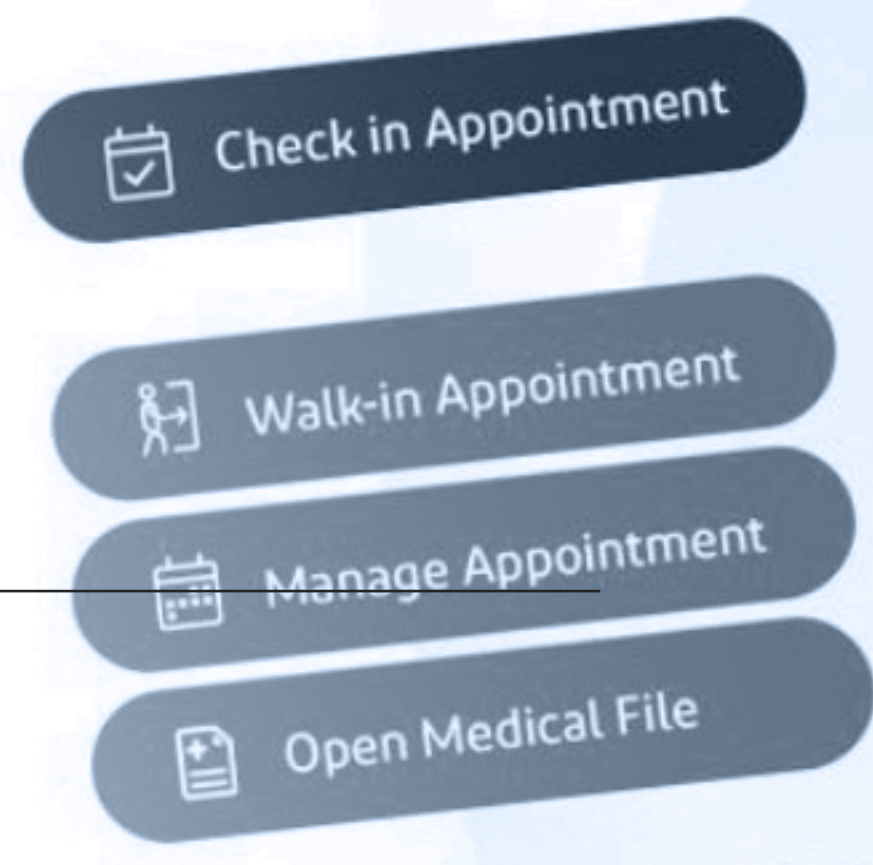 Check in Appointment
Walk-in Appointment
Manage Appointment
Open Medical File